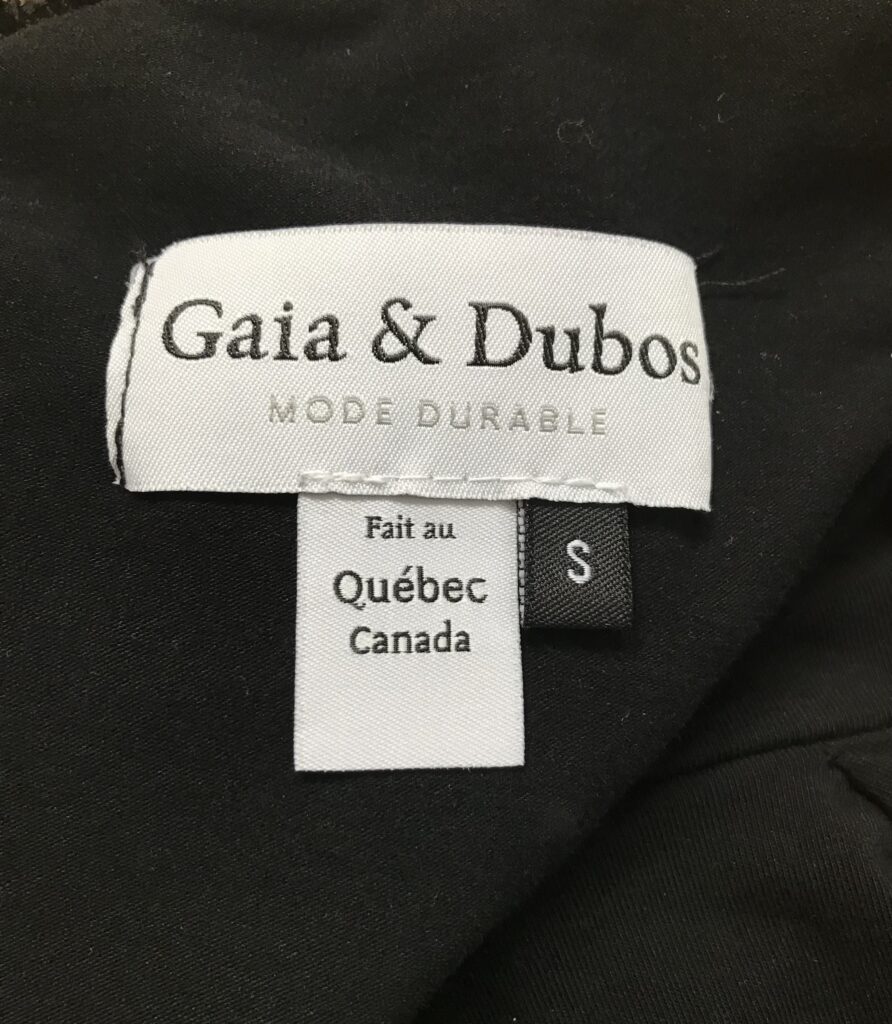 Gaia & Dubos
MODE DURABLE
Fait au
Québec
Canada
S